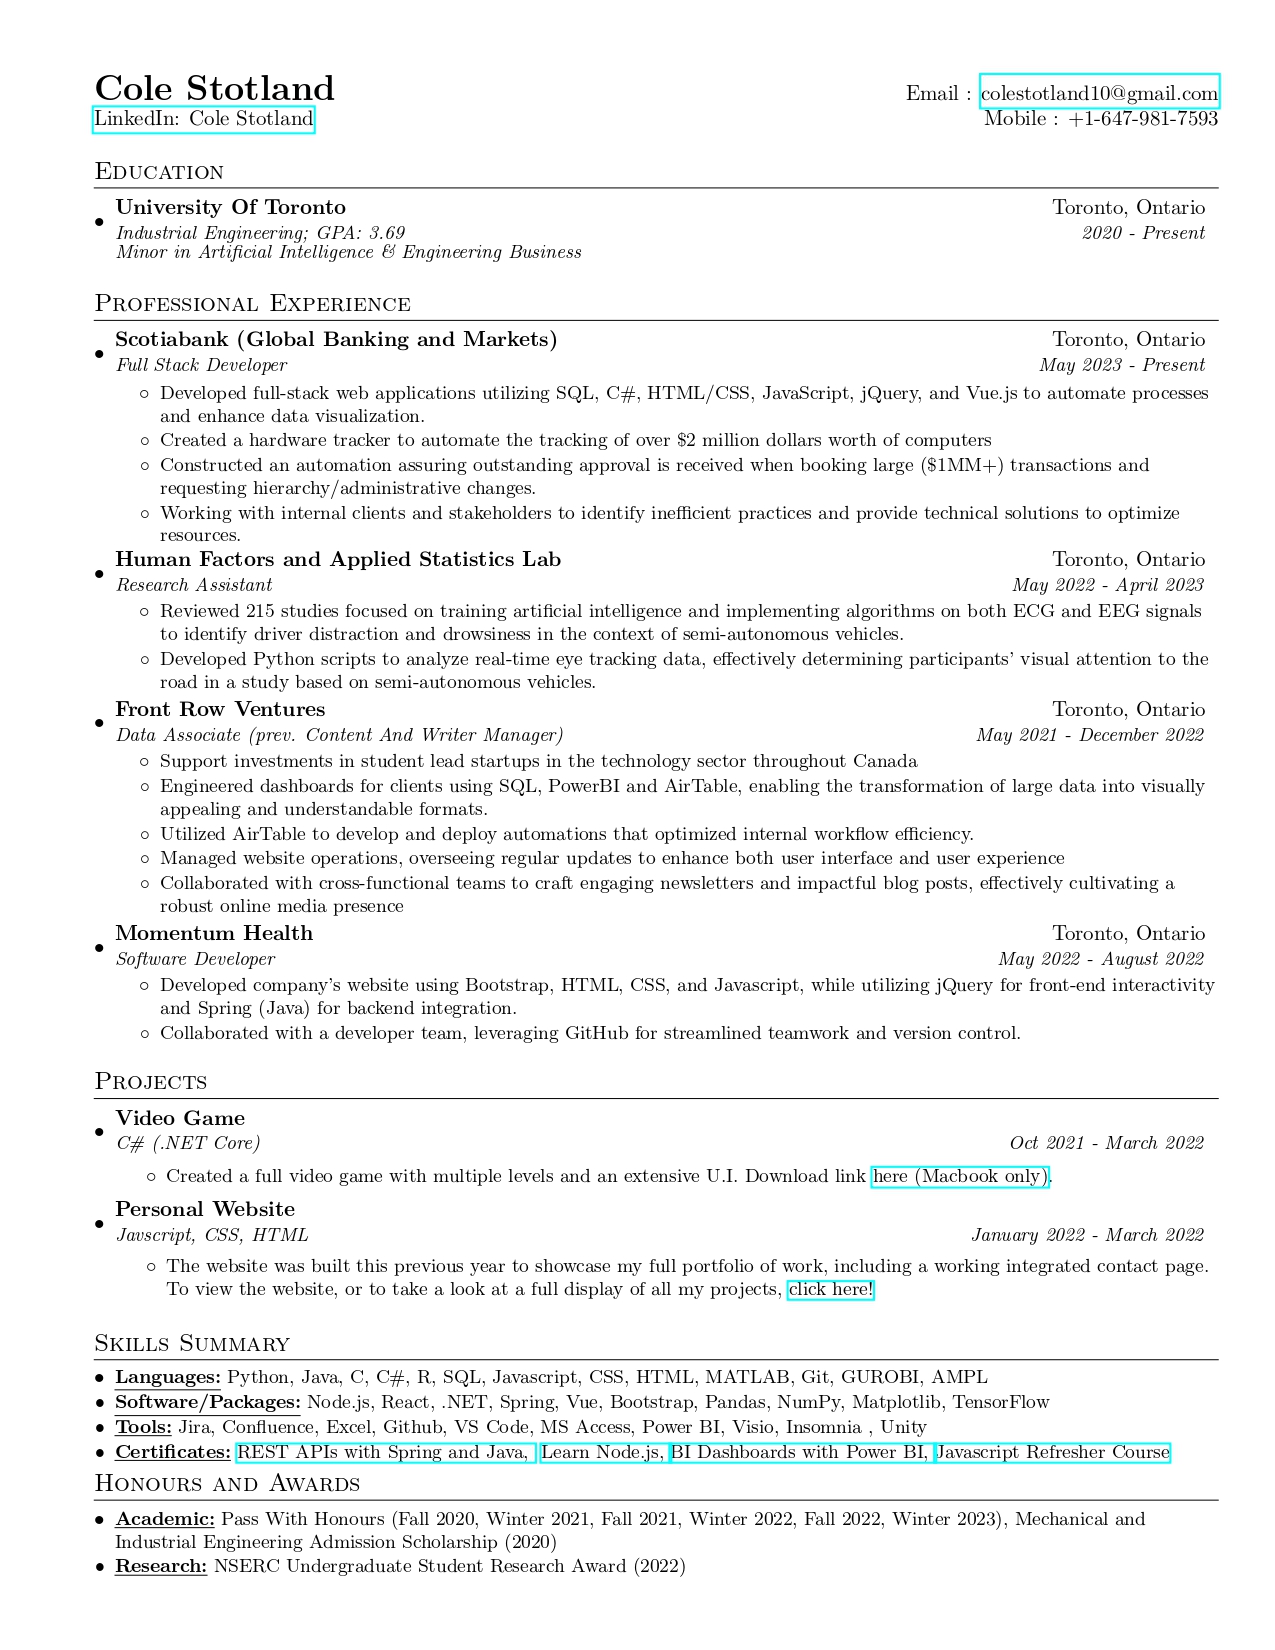 Cole Stotland
Email : colestotland10@gmail.com
LinkedIn: Cole Stotland
Mobile : +1-647-981-7593
Education
• University Of Toronto
Toronto, Ontario
Industrial Engineering; GPA: 3.69
2020 - Present
Minor in Artificial Intelligence & Engineering Business
Professional Experience
• Scotiabank (Global Banking and Markets)
Toronto, Ontario
Full Stack Developer
May 2023 - Present
◦ Developed full-stack web applications utilizing SQL, C#, HTML/CSS, JavaScript, jQuery, and Vue.js to automate processes
and enhance data visualization.
◦ Created a hardware tracker to automate the tracking of over $2 million dollars worth of computers
◦ Constructed an automation assuring outstanding approval is received when booking large ($1MM+) transactions and
requesting hierarchy/administrative changes.
◦ Working with internal clients and stakeholders to identify inefficient practices and provide technical solutions to optimize
resources.
• Human Factors and Applied Statistics Lab
Toronto, Ontario
Research Assistant
May 2022 - April 2023
◦ Reviewed 215 studies focused on training artificial intelligence and implementing algorithms on both ECG and EEG signals
to identify driver distraction and drowsiness in the context of semi-autonomous vehicles.
◦ Developed Python scripts to analyze real-time eye tracking data, effectively determining participants' visual attention to the
road in a study based on semi-autonomous vehicles.
• Front Row Ventures
Toronto, Ontario
Data Associate (prev. Content And Writer Manager)
May 2021 - December 2022
◦ Support investments in student lead startups in the technology sector throughout Canada
◦ Engineered dashboards for clients using SQL, PowerBI and AirTable, enabling the transformation of large data into visually
appealing and understandable formats.
◦ Utilized AirTable to develop and deploy automations that optimized internal workflow efficiency.
◦ Managed website operations, overseeing regular updates to enhance both user interface and user experience
◦ Collaborated with cross-functional teams to craft engaging newsletters and impactful blog posts, effectively cultivating a
robust online media presence
• Momentum Health
Toronto, Ontario
Software Developer
May 2022 - August 2022
◦ Developed company's website using Bootstrap, HTML, CSS, and Javascript, while utilizing jQuery for front-end interactivity
and Spring (Java) for backend integration.
◦ Collaborated with a developer team, leveraging GitHub for streamlined teamwork and version control.
Projects
• Video Game
C# (.NET Core)
Oct 2021 - March 2022
◦ Created a full video game with multiple levels and an extensive U.I. Download link here (Macbook only).
• Personal Website
Javscript, CSS, HTML
January 2022 - March 2022
◦ The website was built this previous year to showcase my full portfolio of work, including a working integrated contact page.
To view the website, or to take a look at a full display of all my projects, click here!
Skills Summary
• Languages: Python, Java, C, C#, R, SQL, Javascript, CSS, HTML, MATLAB, Git, GUROBI, AMPL
• Software/Packages: Node.js, React, .NET, Spring, Vue, Bootstrap, Pandas, NumPy, Matplotlib, TensorFlow
• Tools: Jira, Confluence, Excel, Github, VS Code, MS Access, Power BI, Visio, Insomnia , Unity
• Certificates: REST APIs with Spring and Java, Learn Node.js, BI Dashboards with Power BI, Javascript Refresher Course
Honours and Awards
• Academic: Pass With Honours (Fall 2020, Winter 2021, Fall 2021, Winter 2022, Fall 2022, Winter 2023), Mechanical and
Industrial Engineering Admission Scholarship (2020)
• Research: NSERC Undergraduate Student Research Award (2022)